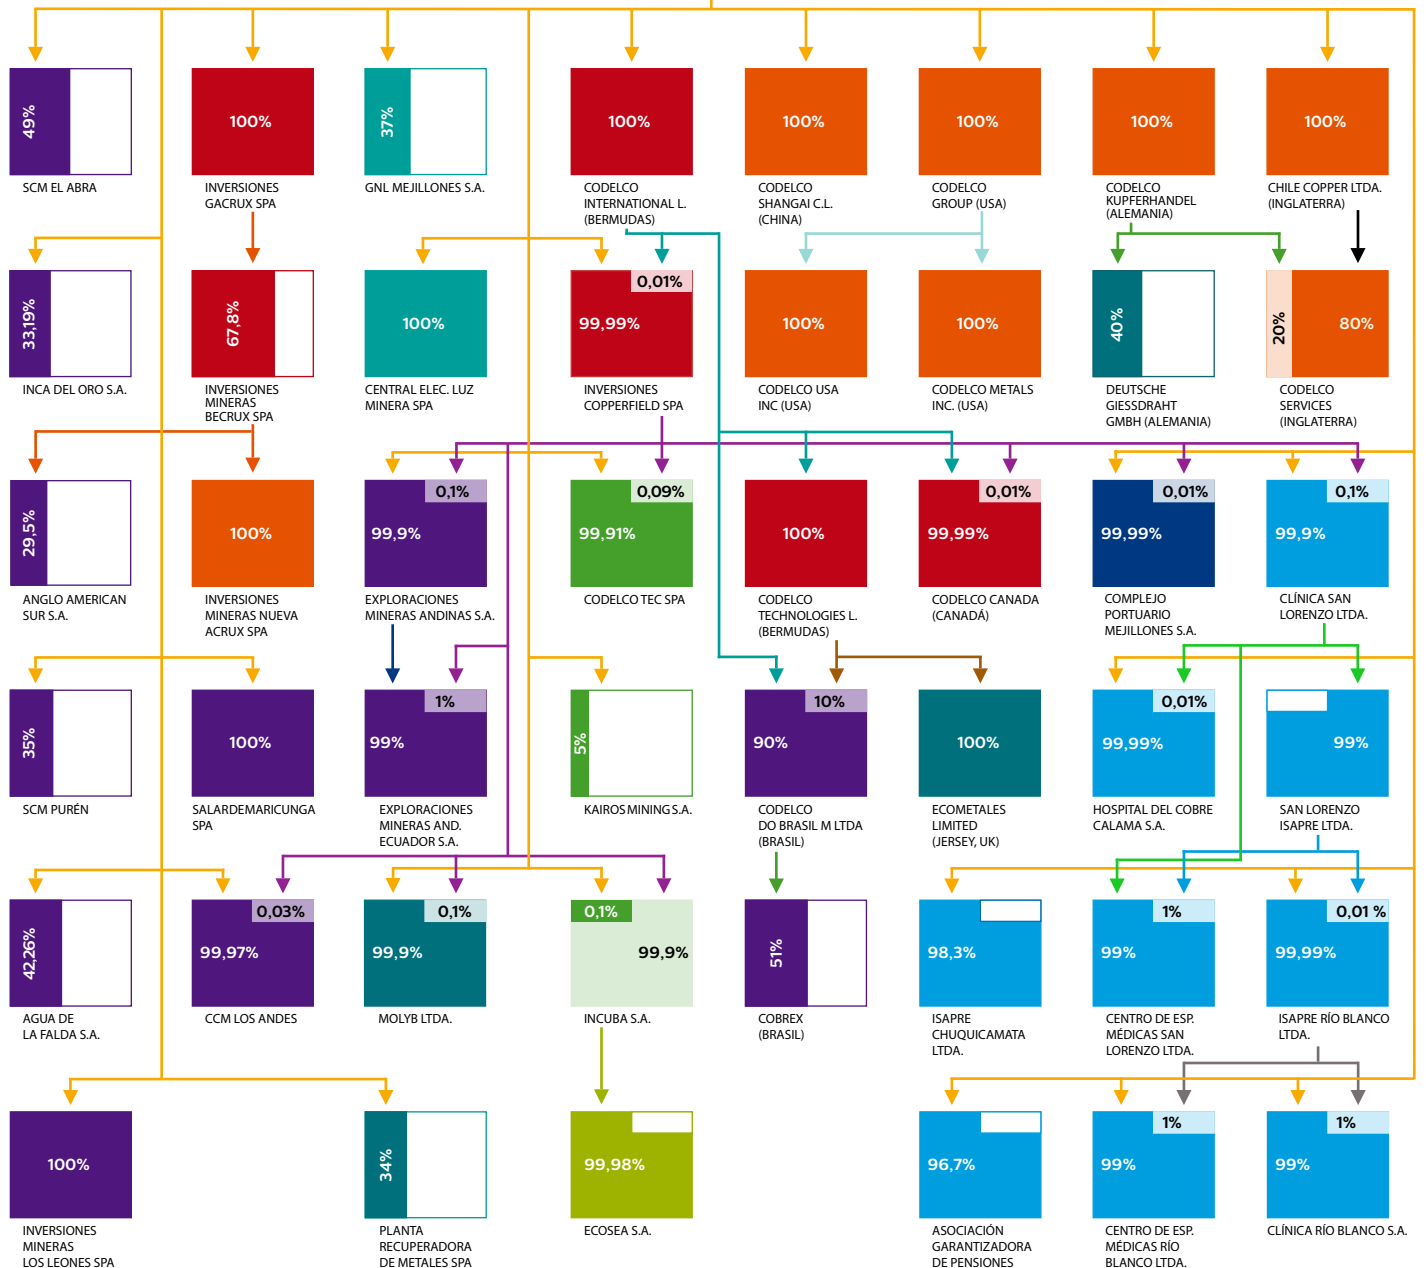 49%
SCM EL ABRA
100%
INVERSIONES
GACRUX SPA
37%
GNL MEJILLONES S.A.
100%
CODELCO
INTERNATIONAL L.
(BERMUDAS)
100%
CODELCO
SHANGAI C.L.
(CHINA)
100%
CODELCO
GROUP (USA)
100%
CODELCO
KUPFERHANDEL
(ALEMANIA)
100%
CHILE COPPER LTDA.
(INGLATERRA)
33,19%
INCA DEL ORO S.A.
67,8%
INVERSIONES
MINERAS
BECRUX SPA
100%
CENTRAL ELEC. LUZ
MINERA SPA
0,01%
99,99%
INVERSIONES
COPPERFIELD SPA
100%
CODELCO USA
INC (USA)
100%
CODELCO METALS
INC. (USA)
40%
DEUTSCHE
GIESSDRAHT
GMBH (ALEMANIA)
20%
80%
CODELCO
SERVICES
(INGLATERRA)
29,5%
ANGLO AMERICAN
SUR S.A.
100%
INVERSIONES
MINERAS NUEVA
ACRUX SPA
0,1%
99,9%
EXPLORACIONES
MINERAS ANDINAS S.A.
0,09%
99,91%
CODELCO TEC SPA
100%
CODELCO
TECHNOLOGIES L.
(BERMUDAS)
0,01%
99,99%
CODELCO CANADA
(CANADÁ)
0,01%
99,99%
COMPLEJO
PORTUARIO
MEJILLONES S.A.
0,1%
99,9%
CLÍNICA SAN
LORENZO LTDA.
35%
SCM PURÉN
100%
SALARDEMARICUNGA
SPA
1%
99%
EXPLORACIONES
MINERAS AND.
ECUADOR S.A.
5%
KAIROS MINING S.A.
10%
90%
CODELCO
DO BRASIL M LTDA
(BRASIL)
100%
ECOMETALES
LIMITED
(JERSEY, UK)
0,01%
99,99%
HOSPITAL DEL COBRE
CALAMA S.A.
99%
SAN LORENZO
ISAPRE LTDA.
42,26%
AGUA DE
LA FALDA S.A.
0,03%
99,97%
CCM LOS ANDES
0,1%
99,9%
MOLYB LTDA.
0,1%
99,9%
INCUBA S.A.
51%
COBREX
(BRASIL)
98,3%
ISAPRE
CHUQUICAMATA
LTDA.
1%
99%
CENTRO DE ESP.
MÉDICAS SAN
LORENZO LTDA.
0,01 %
99,99%
ISAPRE RÍO BLANCO
LTDA.
100%
INVERSIONES
MINERAS
LOS LEONES SPA
34%
PLANTA
RECUPERADORA
DE METALES SPA
99,98%
ECOSEA S.A.
96,7%
ASOCIACIÓN
GARANTIZADORA
DE PENSIONES
1%
99%
CENTRO DE ESP.
MÉDICAS RÍO
BLANCO LTDA.
1%
99%
CLÍNICA RÍO BLANCO S.A.